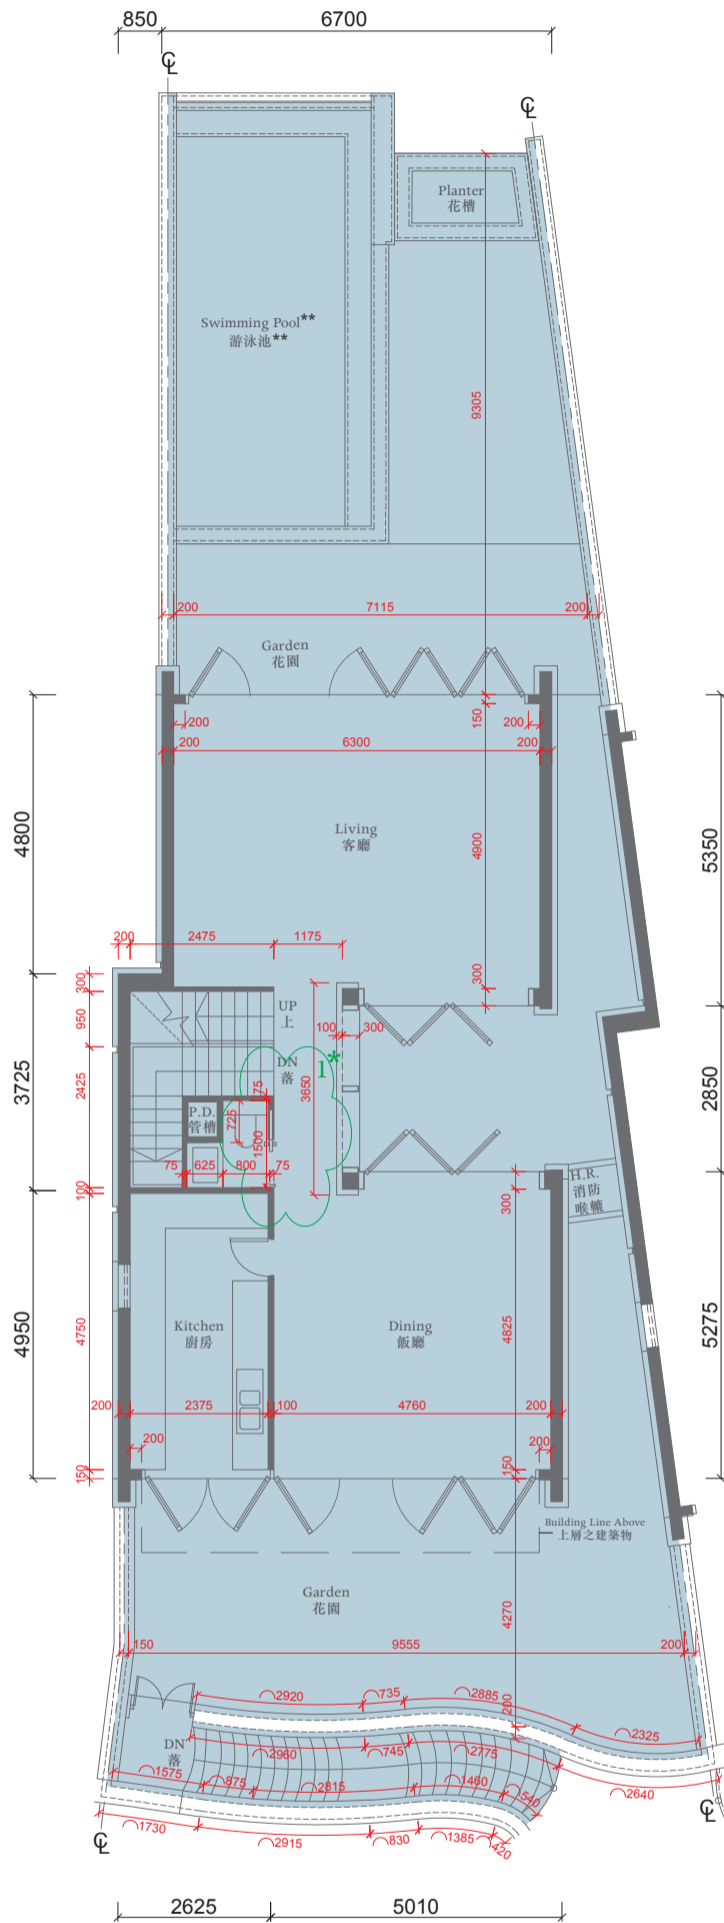 850 6700
℄
℄
Planter
花槽
Swimming Pool**
游泳池**
9305
200 7115 200
Garden
花園
150
200 200
200 6300 200
4800
Living
客廳
4900
5350
200 2475 1175
300
300
950
UP
上
100 300
DN
落
1*
3725
2425
3650
2850
75
P.D.
管槽
725
1500
75 625 800 75
100
H.R.
消防
喉轆
300
4950
4750
Kitchen
廚房
Dining
飯廳
4825
5275
200 2375 100 4760 200
200 200
150
150
Building Line Above
上層之建築物
Garden
花園
4270
150 9555 200
2920 735 2885
200
2325
DN
落
2960 745 2775
1575 875 2815 1460 540
2640
℄
℄
1730 2915 830 1385 420
2625 5010